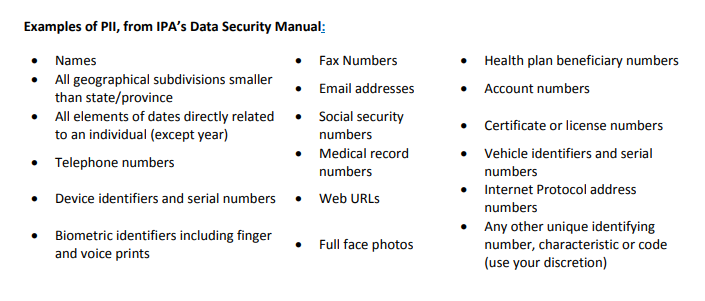 Examples of PII, from IPA's Data Security Manual:
• Names
• All geographical subdivisions smaller
than state/province
• All elements of dates directly related
to an individual (except year)
• Telephone numbers
• Device identifiers and serial numbers
• Biometric identifiers including finger
and voice prints
• Fax Numbers
• Email addresses
• Social security
numbers
• Medical record
numbers
• Web URLs
• Full face photos
• Health plan beneficiary numbers
• Account numbers
• Certificate or license numbers
• Vehicle identifiers and serial
numbers
• Internet Protocol address
numbers
• Any other unique identifying
number, characteristic or code
(use your discretion)